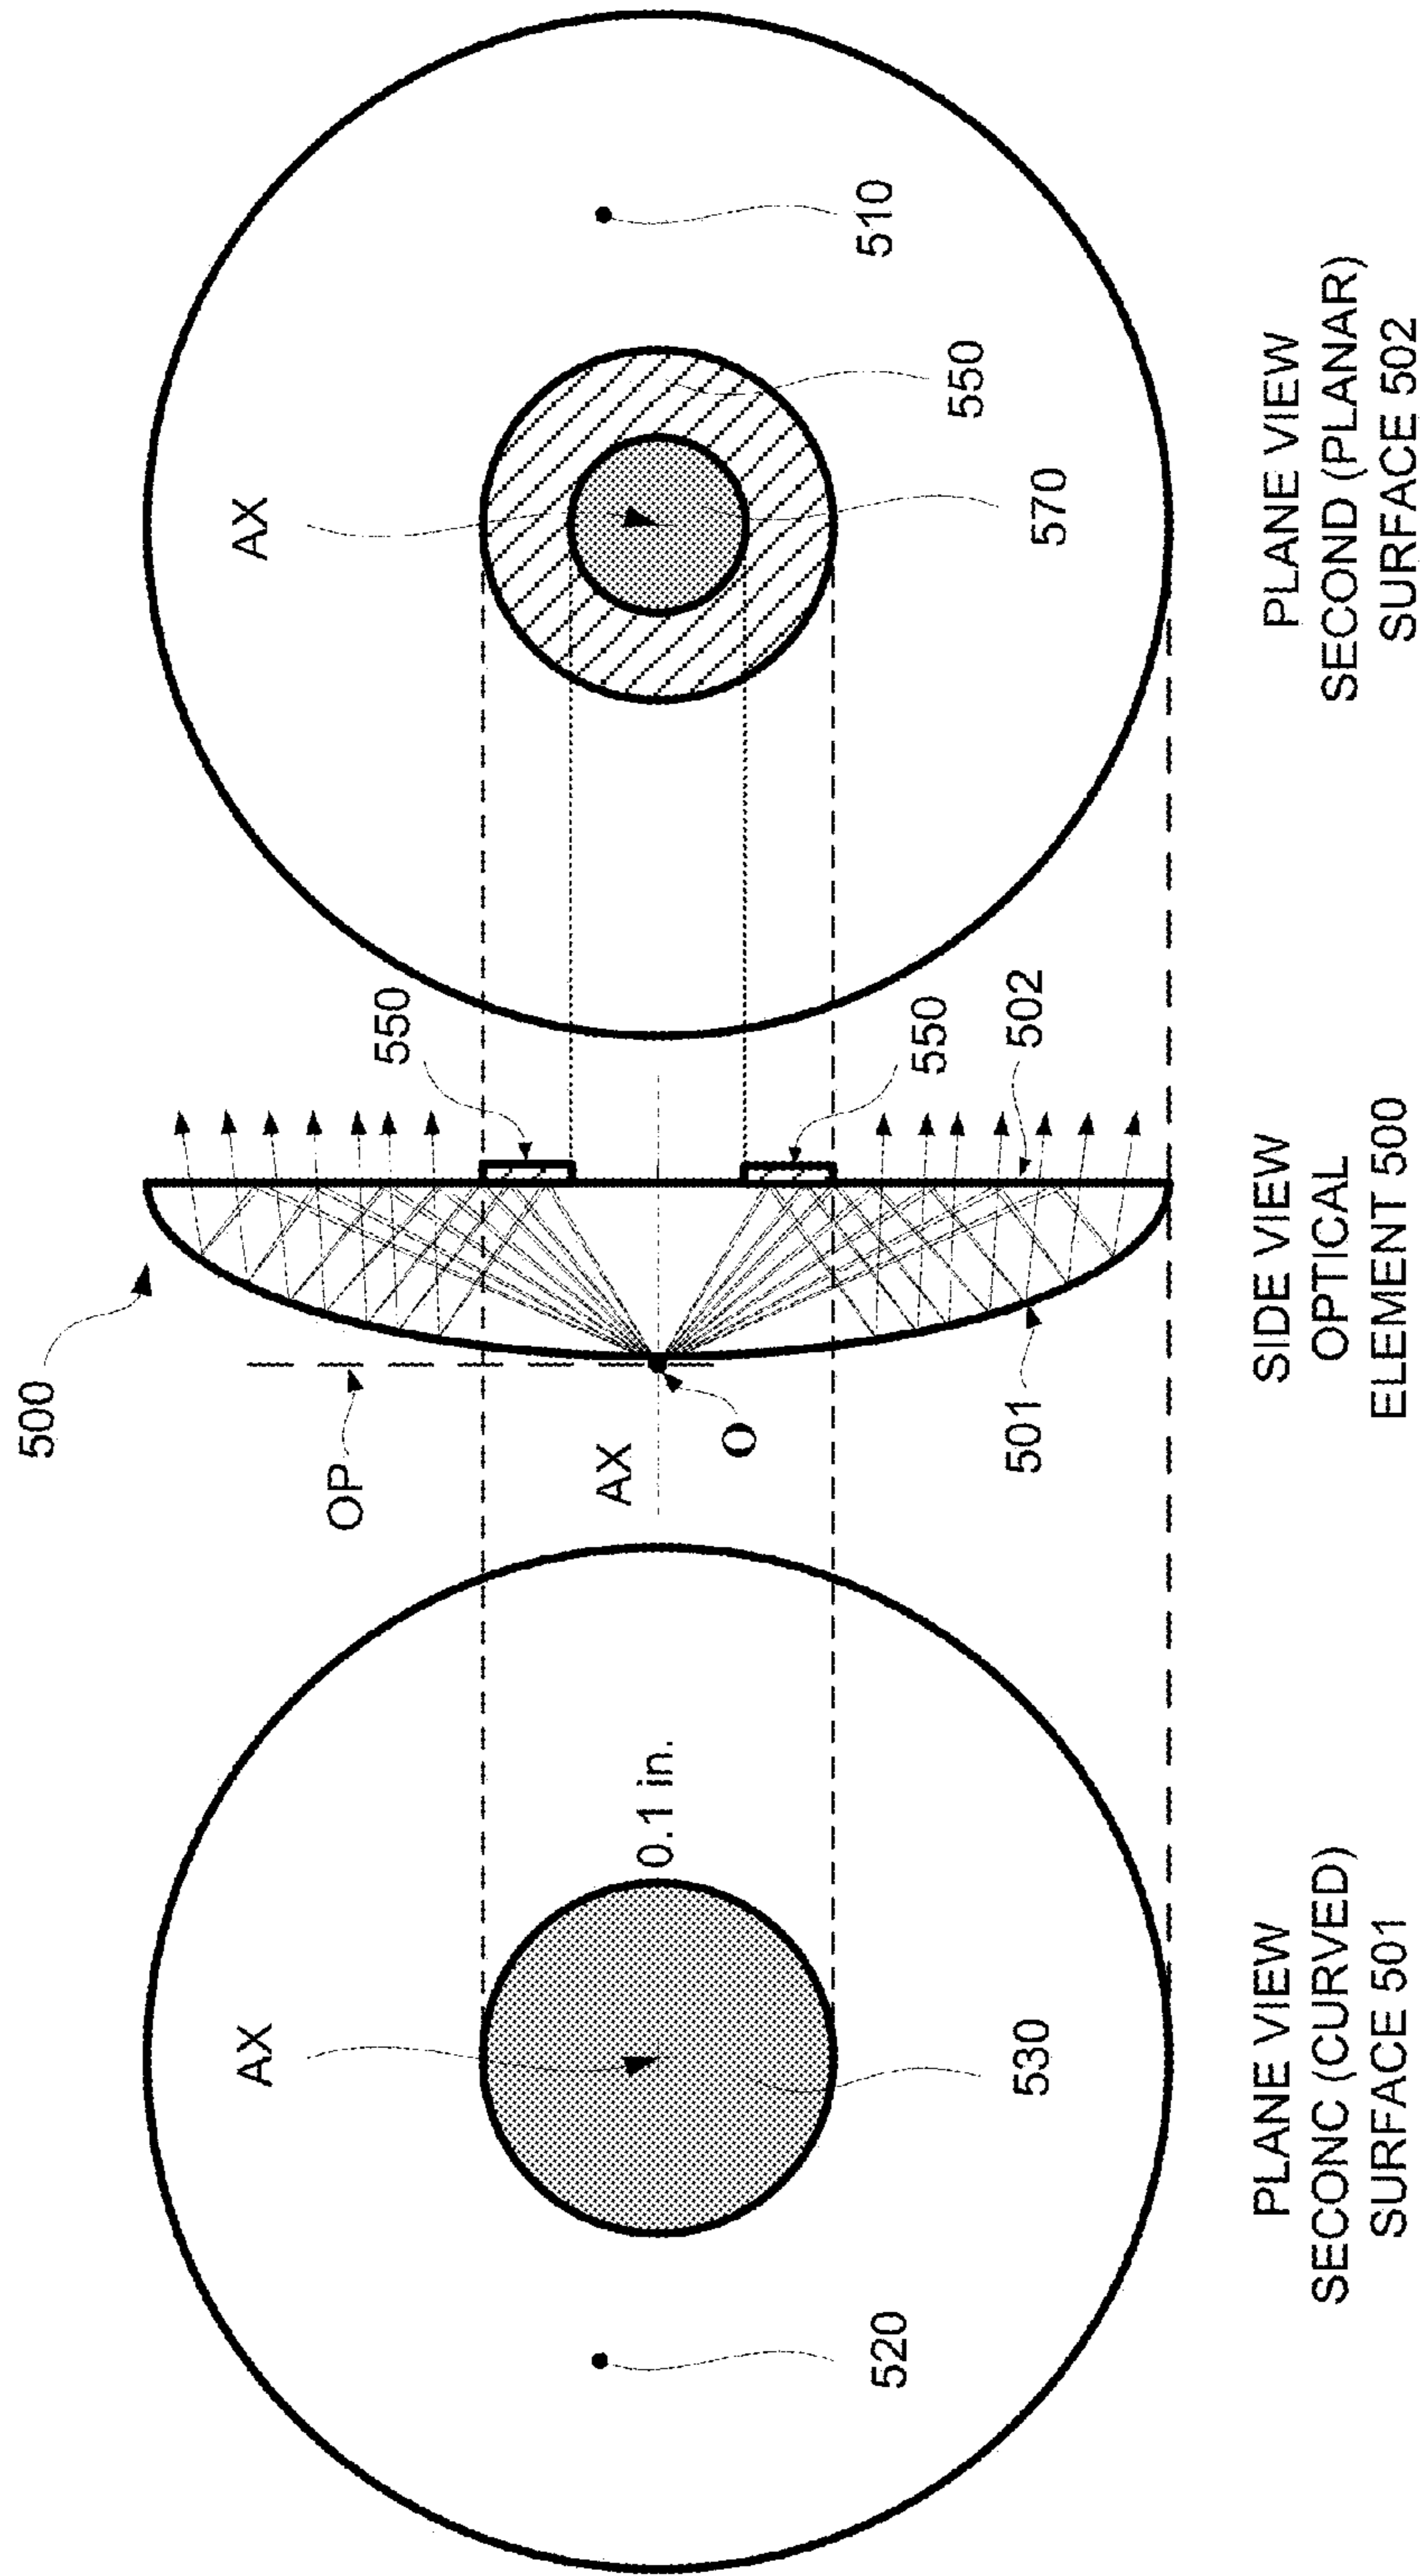 500
OP
AX
O
501
550
550
502
AX
0.1 in.
530
520
AX
510
550
570
PLANE VIEW
SECONC (CURVED)
SURFACE 501
SIDE VIEW
OPTICAL
ELEMENT 500
PLANE VIEW
SECOND (PLANAR)
SURFACE 502